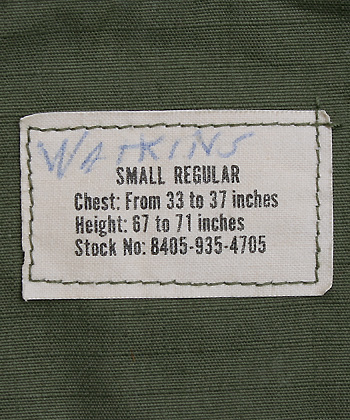 WATKINS
SMALL REGULAR
Chest: From 33 to 37 inches
Height: 67 to 71 inches
Stock No: 8405-935-4705